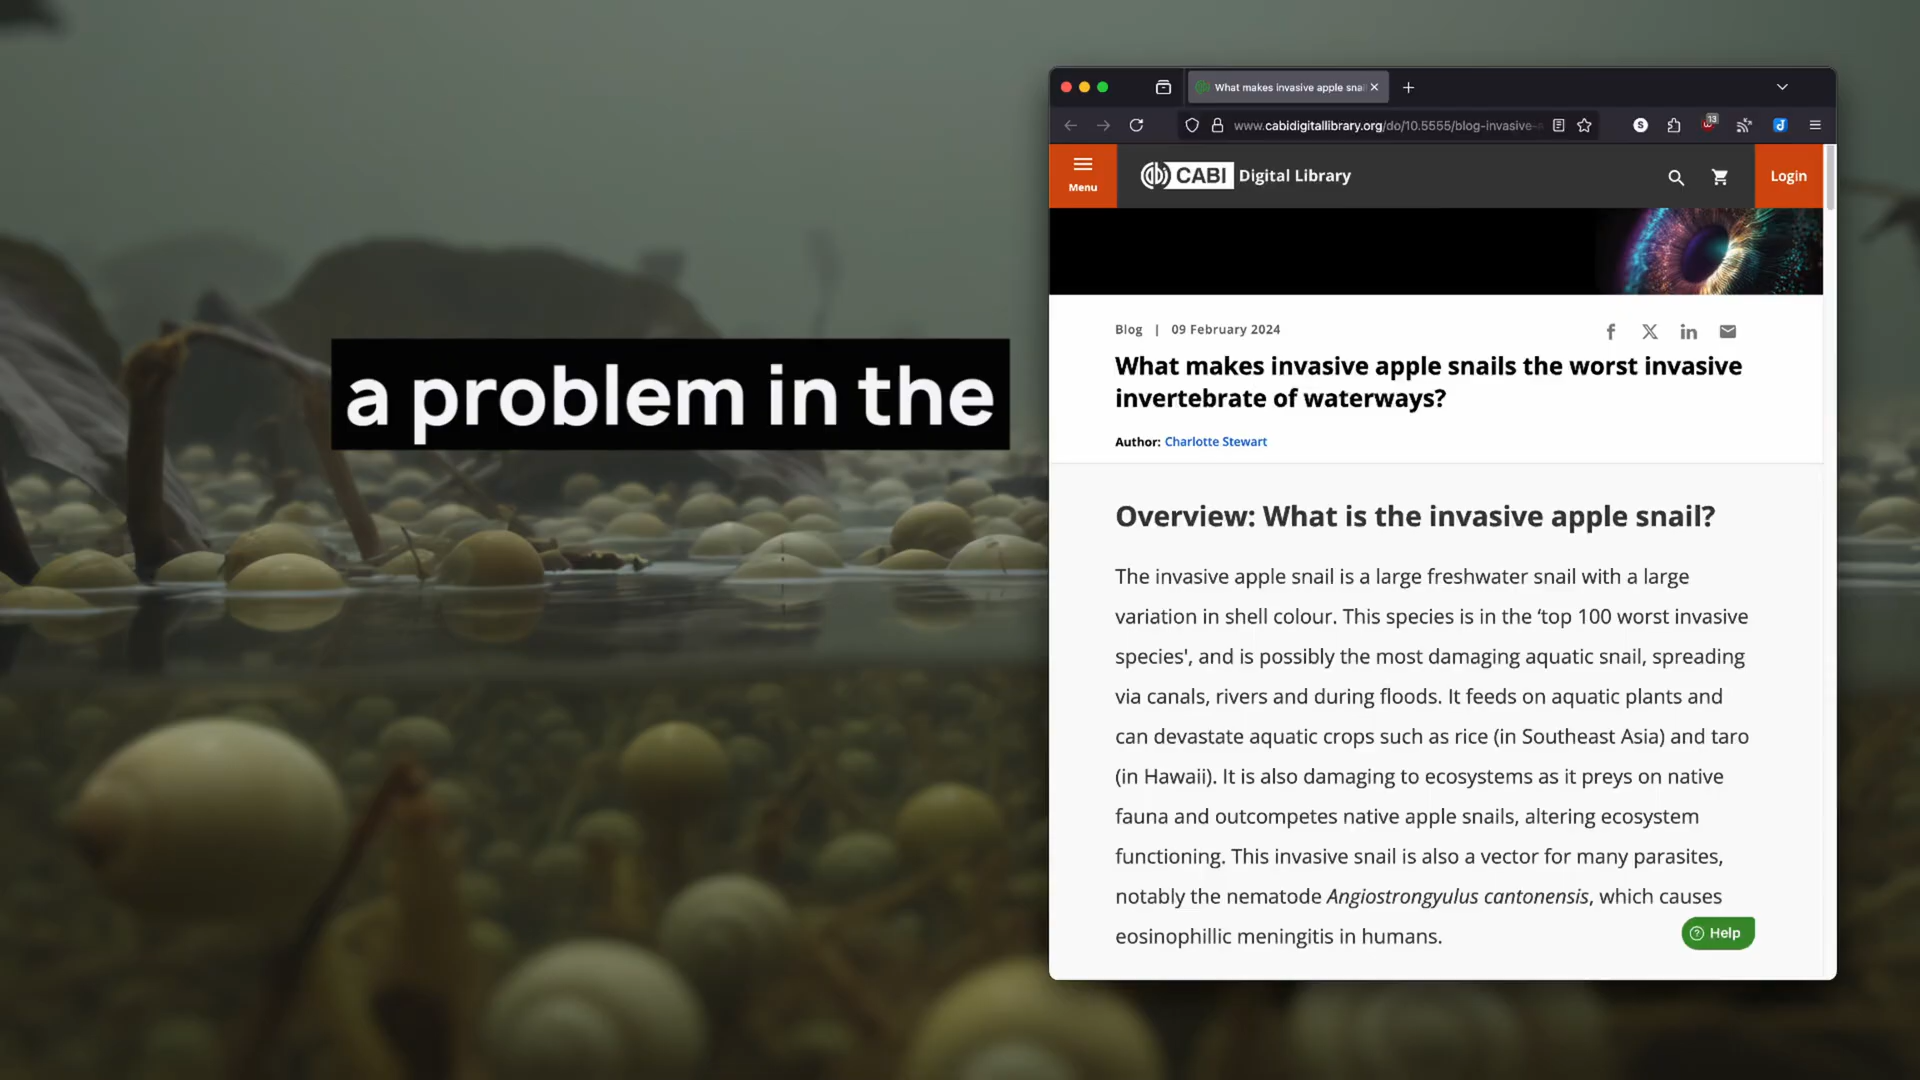 a problem in the
What makes invasive apple snai
13
www.cabidigitallibrary.org/do/10.5555/blog-invasive-
Menu
CABI Digital Library
Login
Blog | 09 February 2024
What makes invasive apple snails the worst invasive
invertebrate of waterways?
Author: Charlotte Stewart
Overview: What is the invasive apple snail?
The invasive apple snail is a large freshwater snail with a large
variation in shell colour. This species is in the ‘top 100 worst invasive
species', and is possibly the most damaging aquatic snail, spreading
via canals, rivers and during floods. It feeds on aquatic plants and
can devastate aquatic crops such as rice (in Southeast Asia) and taro
(in Hawaii). It is also damaging to ecosystems as it preys on native
fauna and outcompetes native apple snails, altering ecosystem
functioning. This invasive snail is also a vector for many parasites,
notably the nematode Angiostrongyulus cantonensis, which causes
eosinophillic meningitis in humans.
Help